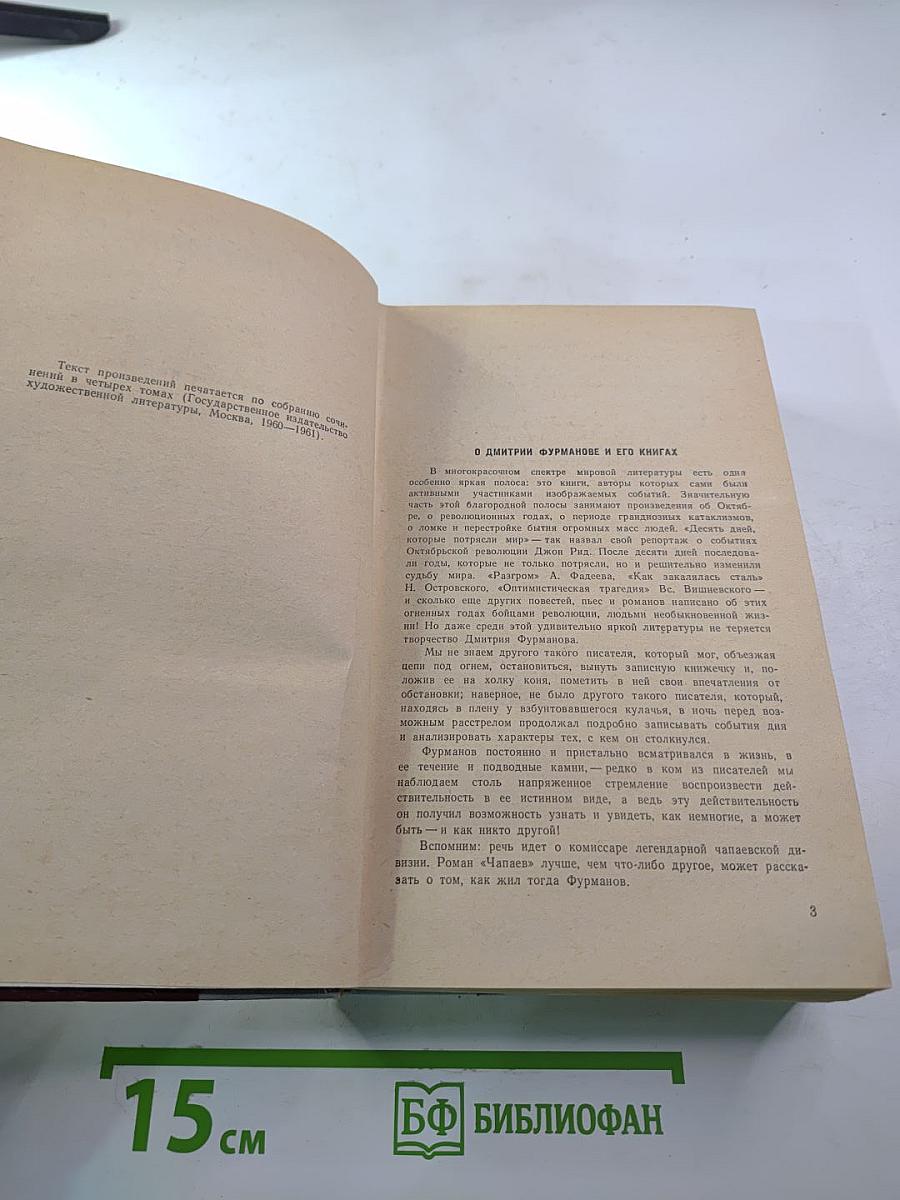 Текст произведений печатается по собранию сочи-
нений в четырех томах (Государственное издательство
художественной литературы, Москва, 1960—1961).
О ДМИТРИИ ФУРМАНОВЕ И ЕГО КНИГАХ
В многокрасочном спектре мировой литературы есть одна
особенно яркая полоса: это книги, авторы которых сами были
активными участниками изображаемых событий. Значительную
часть этой благородной полосы занимают произведения об Октяб-
ре, о революционных годах, о периоде грандиозных катаклизмов,
о ломке и перестройке бытия огромных масс людей. «Десять дней,
которые потрясли мир» — так назвал свой репортаж о событиях
Октябрьской революции Джон Рид. После десяти дней последова-
ли годы, которые не только потрясли, но и решительно изменили
судьбу мира. «Разгром» А. Фадеева, «Как закалялась сталь»
Н. Островского, «Оптимистическая трагедия» Вс. Вишневского —
и сколько еще других повестей, пьес и романов написано об этих
огненных годах бойцами революции, людьми необыкновенной жиз-
ни! Но даже среди этой удивительно яркой литературы не теряется
творчество Дмитрия Фурманова.
Мы не знаем другого такого писателя, который мог, объезжая
цепи под огнем, остановиться, вынуть записную книжечку и, по-
ложив ее на холку коня, пометить в ней свои впечатления от
обстановки; наверное, не было другого такого писателя, который,
находясь в плену у взбунтовавшегося кулачья, в ночь перед воз-
можным расстрелом продолжал подробно записывать события дня
и анализировать характеры тех, с кем он столкнулся.
Фурманов постоянно и пристально всматривался в жизнь, в
ее течение и подводные камни, — редко в ком из писателей мы
наблюдаем столь напряженное стремление воспроизвести дей-
ствительность в ее истинном виде, а ведь эту действительность
он получил возможность узнать и увидеть, как немногие, а может
быть — и как никто другой!
Вспомним: речь идет о комиссаре легендарной чапаевской ди-
визии. Роман «Чапаев» лучше, чем что-либо другое, может расска-
зать о том, как жил тогда Фурманов.
3
15 см
БФ БИБЛИОФАН